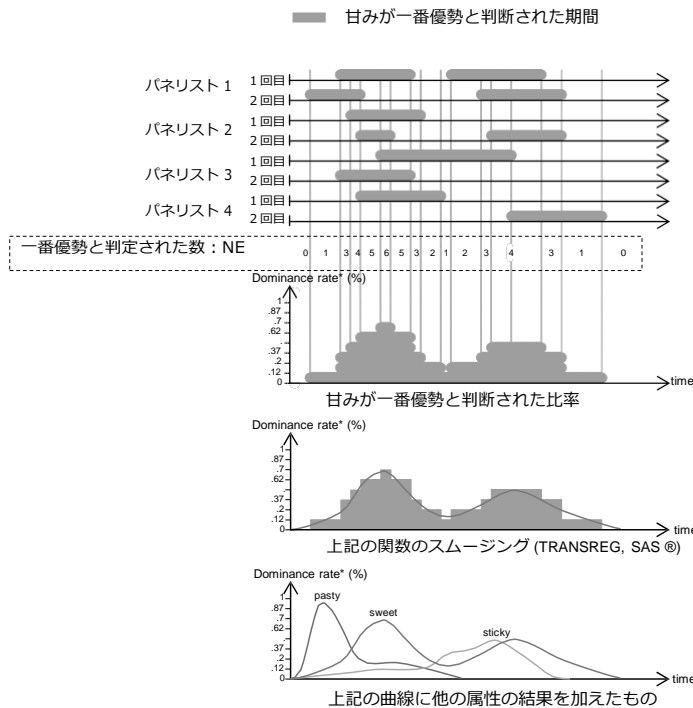 甘みが一番優勢と判断された期間
パネリスト 1
1 回目
2 回目
パネリスト 2
1 回目
2 回目
パネリスト 3
1 回目
2 回目
パネリスト 4
1 回目
2 回目
一番優勢と判定された数：NE
0 1 3 4 5 6 5 3 2 1 2 3 4 3 1 0
Dominance rate* (%)
1
.87
.7
.62
.
.37
.2
.12
0
time
甘みが一番優勢と判断された比率
Dominance rate* (%)
1
.87
.7
.62
.
.37
.2
.12
0
time
上記の関数のスムージング (TRANSREG, SAS ®)
Dominance rate* (%)
1
.87
.7
.62
.
.37
.2
.12
0
pasty
sweet
sticky
time
上記の曲線に他の属性の結果を加えたもの